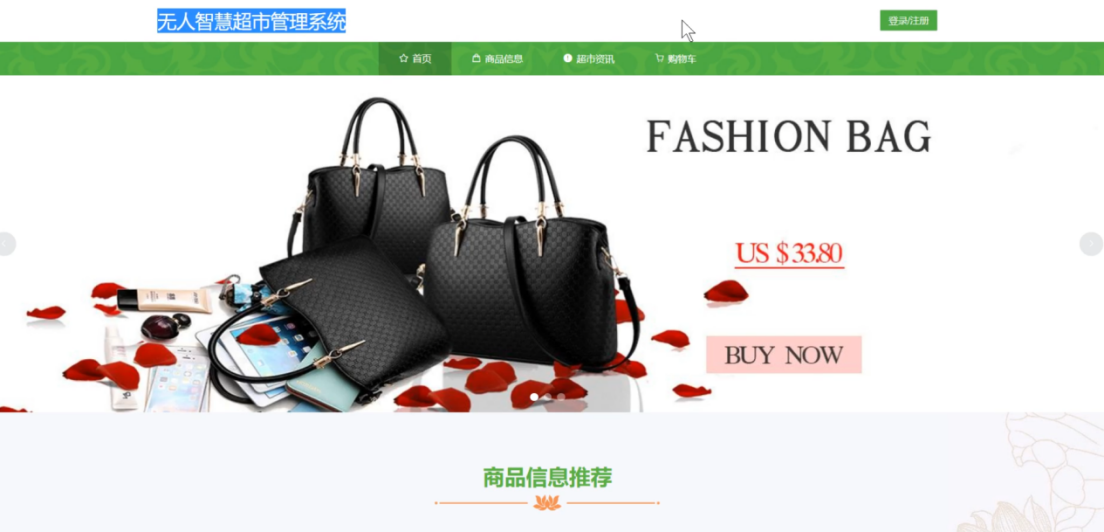 无人智慧超市管理系统
登录/注册
首页 商品信息 超市资讯 购物车
FASHION BAG
US $33.80
BUY NOW
商品信息推荐